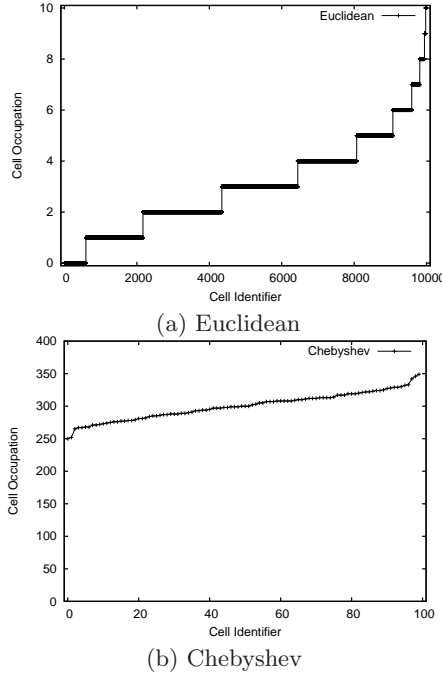 10
8
6
4
2
0
Cell Occupation
Euclidean
0 2000 4000 6000 8000 10000
Cell Identifier
(a) Euclidean
400
350
300
250
200
150
100
50
0
Cell Occupation
Chebyshev
0 20 40 60 80 100
Cell Identifier
(b) Chebyshev